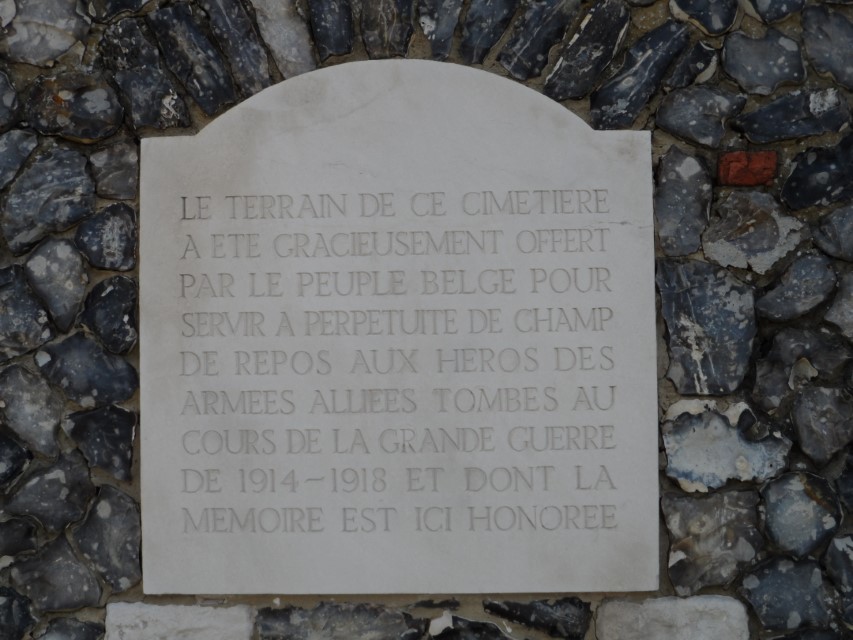 LE TERRAIN DE CE CIMETIERE
A ETE GRACIEUSEMENT OFFERT
PAR LE PEUPLE BELGE POUR
SERVIR A PERPETUITE DE CHAMP
DE REPOS AUX HEROS DES
ARMEES ALLIEES TOMBES AU
COURS DE LA GRANDE GUERRE
DE 1914-1918 ET DONT LA
MEMOIRE EST ICI HONOREE